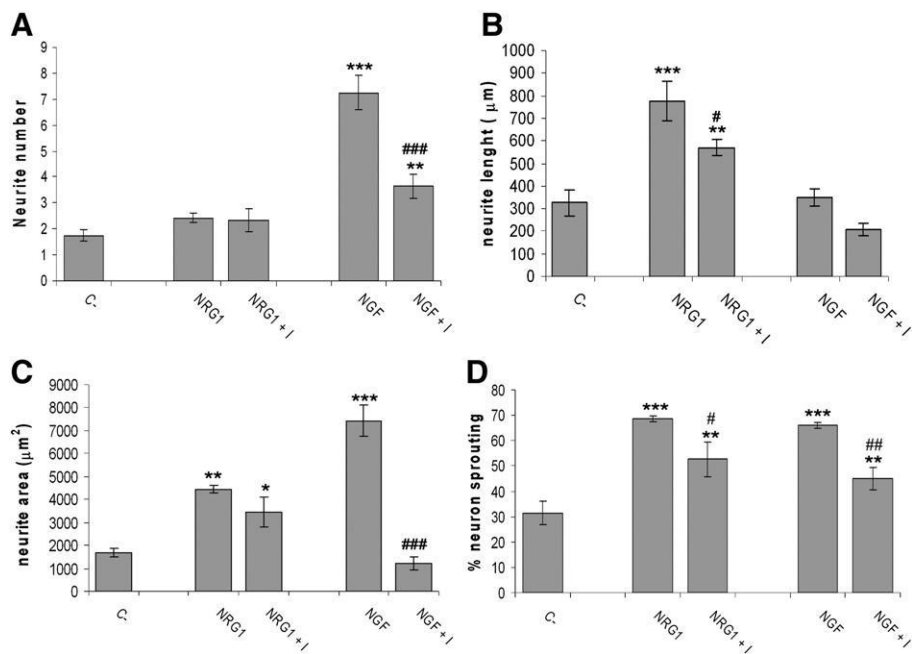 A
Neurite number
9
8
7
6
5
4
3
2
1
0
***
###
**
C-
NRG1
NRG1 + I
NGF
NGF + I
B
neurite lenght ( μm)
1000
900
800
700
600
500
400
300
200
100
0
***
#
**
C-
NRG1
NRG1 + I
NGF
NGF + I
C
neurite area (μm²)
9000
8000
7000
6000
5000
4000
3000
2000
1000
0
**
*
***
###
C-
NRG1
NRG1 + I
NGF
NGF + I
D
% neuron sprouting
80
70
60
50
40
30
20
10
0
***
#
**
***
##
**
C-
NRG1
NRG1 + I
NGF
NGF + I